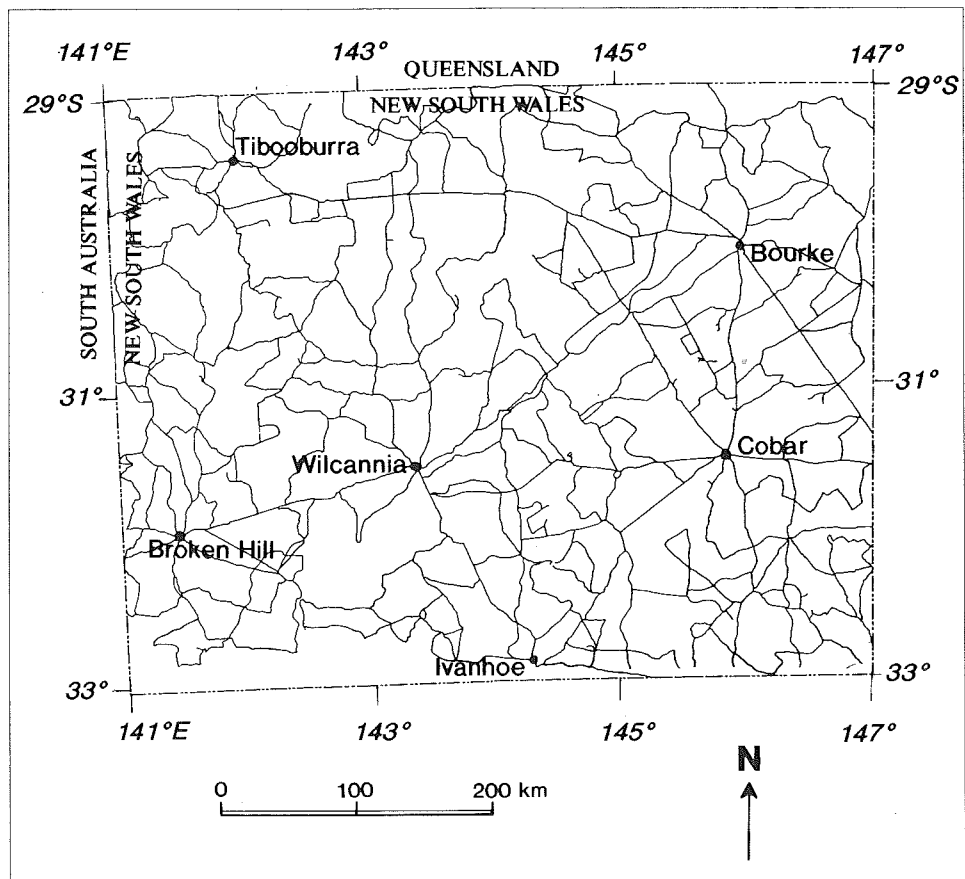 141°E 143° 145° 147°
QUEENSLAND
29°S NEW SOUTH WALES 29°S
Tibooburra
SOUTH AUSTRALIA
NEW SOUTH WALES
Bourke
31° 31°
Cobar
Wilcannia
Broken Hill
Ivanhoe
33° 33°
141°E 143° 145° 147°
N
0 100 200 km